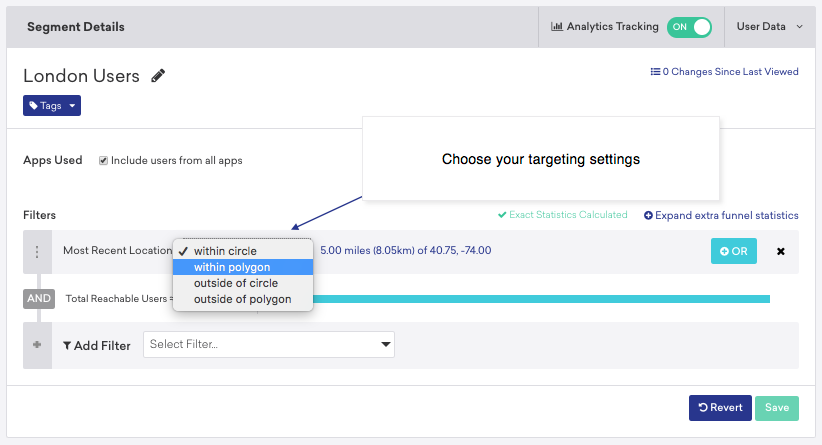 Segment Details
Analytics Tracking
ON
User Data
London Users
0 Changes Since Last Viewed
Tags
Choose your targeting settings
Apps Used
Include users from all apps
Filters
Exact Statistics Calculated
Expand extra funnel statistics
Most Recent Location
within circle
within polygon
outside of circle
outside of polygon
5.00 miles (8.05km) of 40.75, -74.00
OR
AND
Total Reachable Users =
Add Filter
Select Filter...
Revert
Save